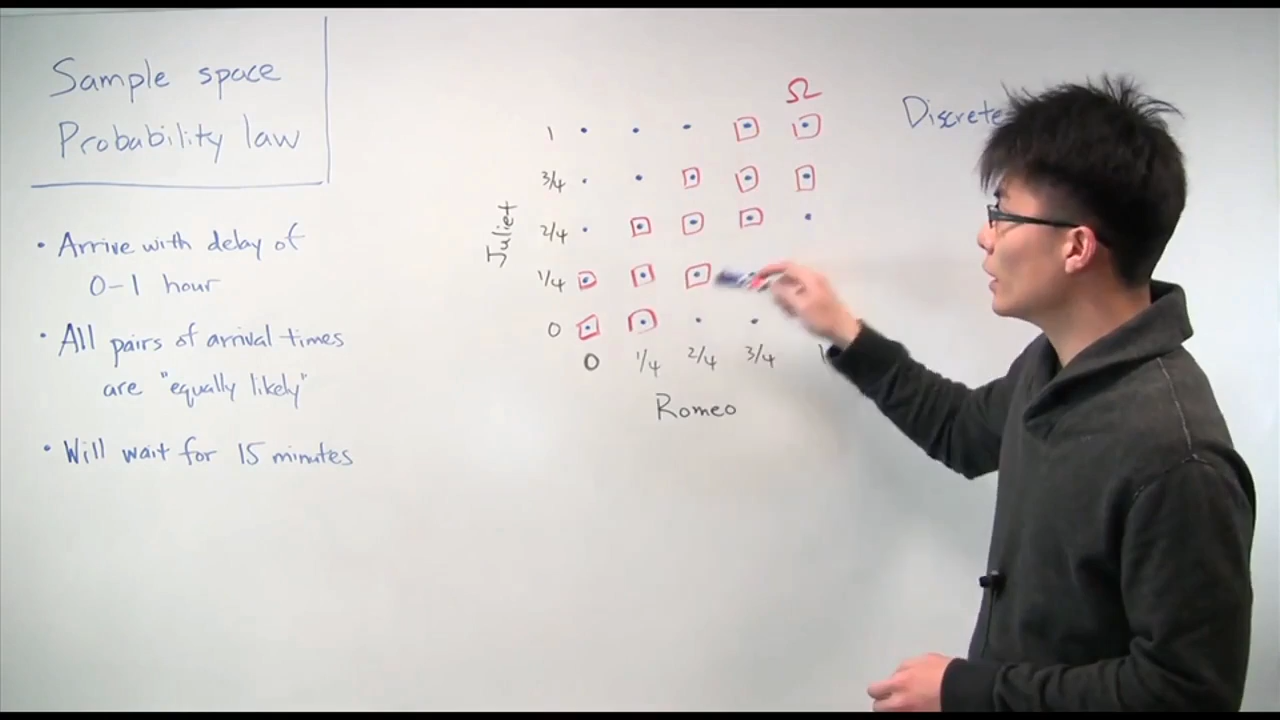 Sample space
Probability law
• Arrive with delay of
0-1 hour
• All pairs of arrival times
are "equally likely"
• Will wait for 15 minutes
Ω
1
3/4
2/4
1/4
0
Juliet
0 1/4 2/4 3/4 1
Romeo
Discrete